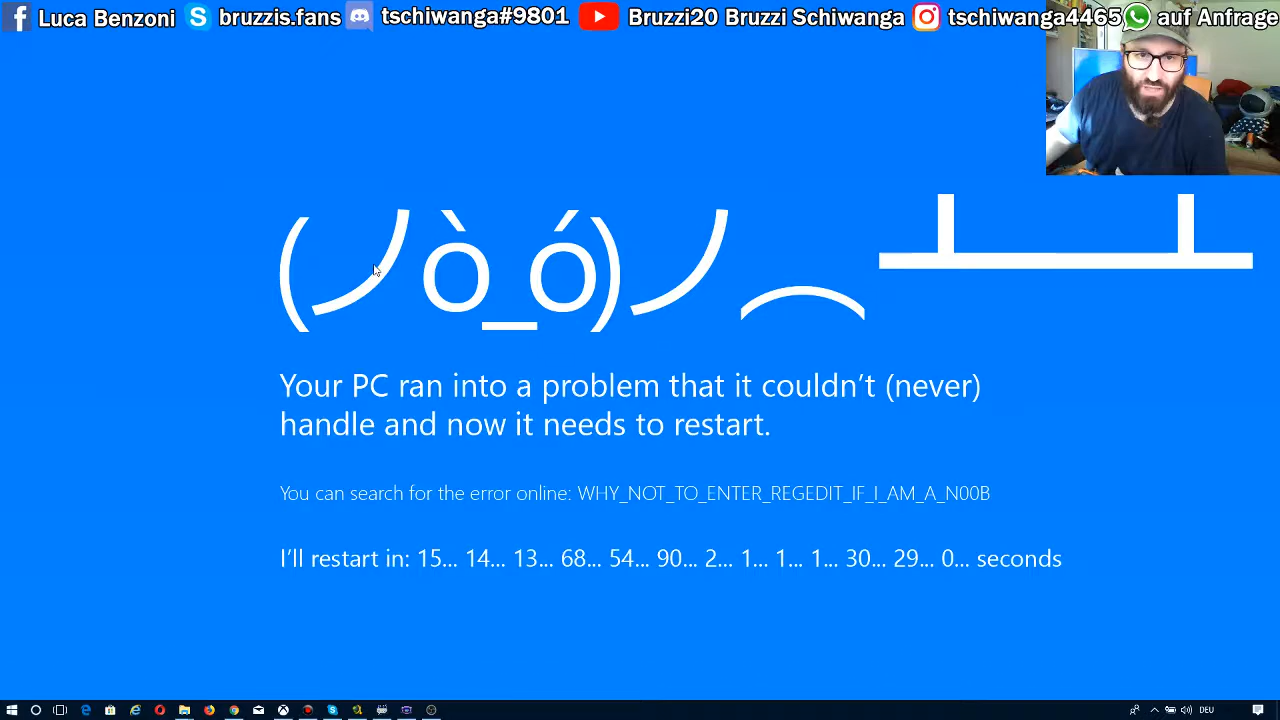 Luca Benzoni bruzzis.fans tschiwanga#9801 Bruzzi20 Bruzzi Schiwanga tschiwanga4465 auf Anfrage
(ノò_ó)ノ︵┻━┻
Your PC ran into a problem that it couldn’t (never)
handle and now it needs to restart.
You can search for the error online: WHY_NOT_TO_ENTER_REGEDIT_IF_I_AM_A_N00B
I’ll restart in: 15... 14... 13... 68... 54... 90... 2... 1... 1... 1... 30... 29... 0... seconds
DEU